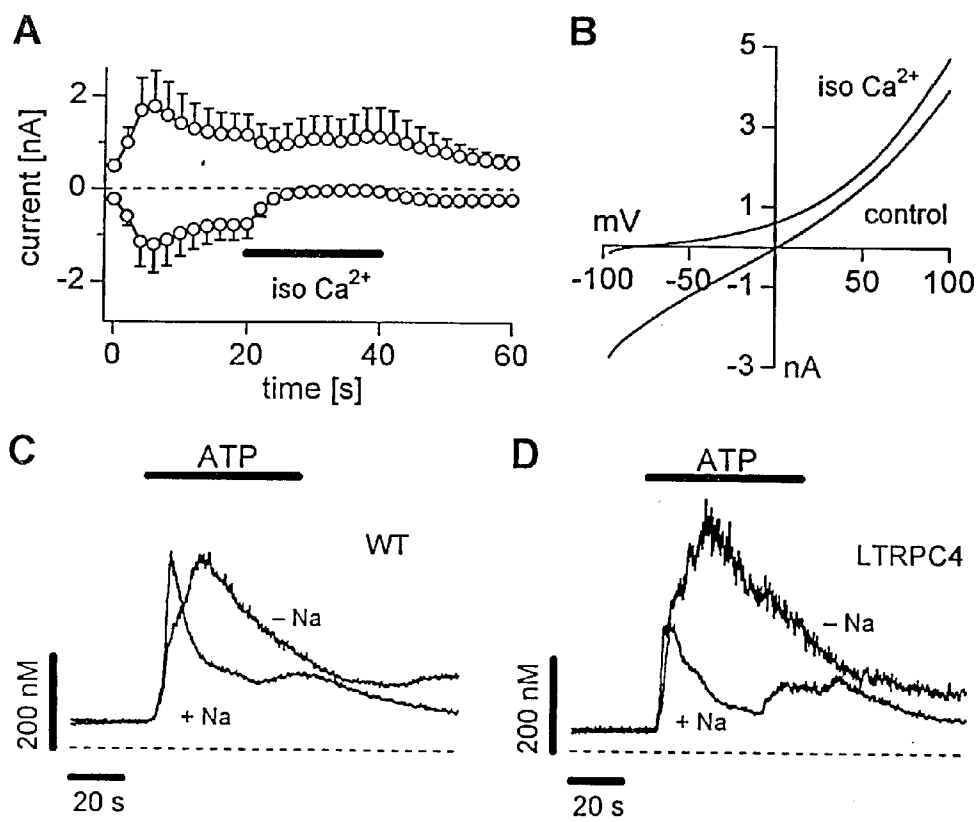 A
2
0
-2
current [nA]
iso Ca²⁺
0 20 40 60
time [s]
B
5
3
1
-1
-3
iso Ca²⁺
control
mV
-100 -50 50 100
nA
C
ATP
WT
– Na
+ Na
200 nM
20 s
D
ATP
LTRPC4
– Na
+ Na
200 nM
20 s